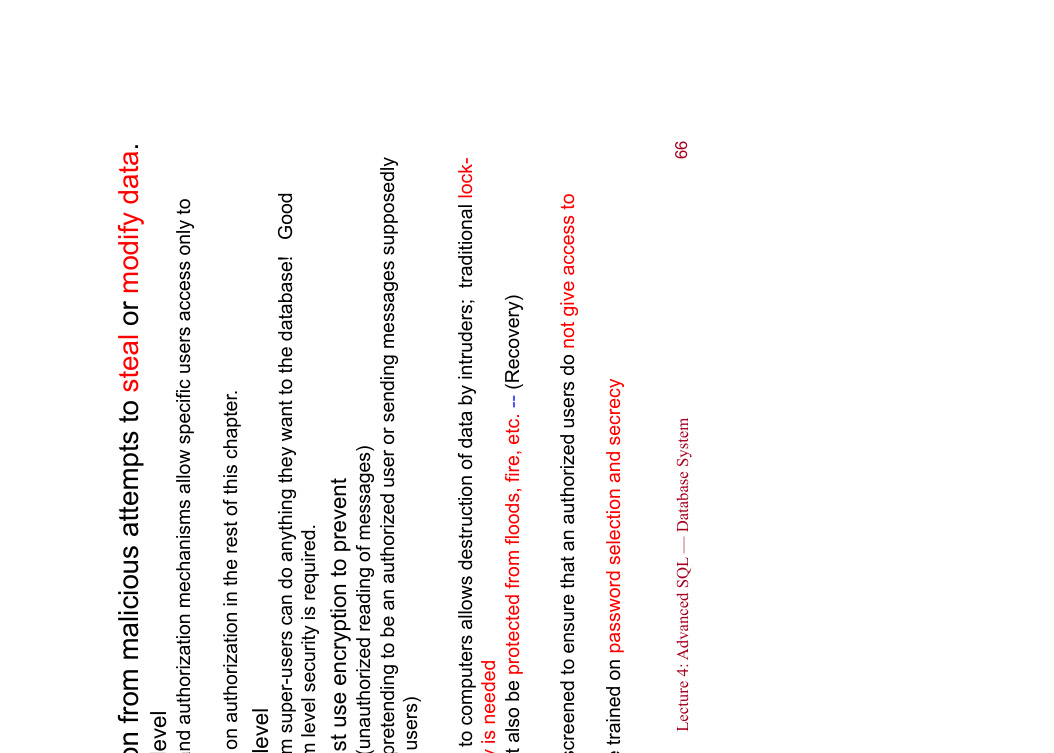 on from malicious attempts to steal or modify data.
level
nd authorization mechanisms allow specific users access only to
on authorization in the rest of this chapter.
level
m super-users can do anything they want to the database! Good
m level security is required.
st use encryption to prevent
(unauthorized reading of messages)
pretending to be an authorized user or sending messages supposedly
users)
to computers allows destruction of data by intruders; traditional lock-
y is needed
t also be protected from floods, fire, etc. -- (Recovery)
screened to ensure that an authorized users do not give access to
e trained on password selection and secrecy
Lecture 4: Advanced SQL — Database System 66